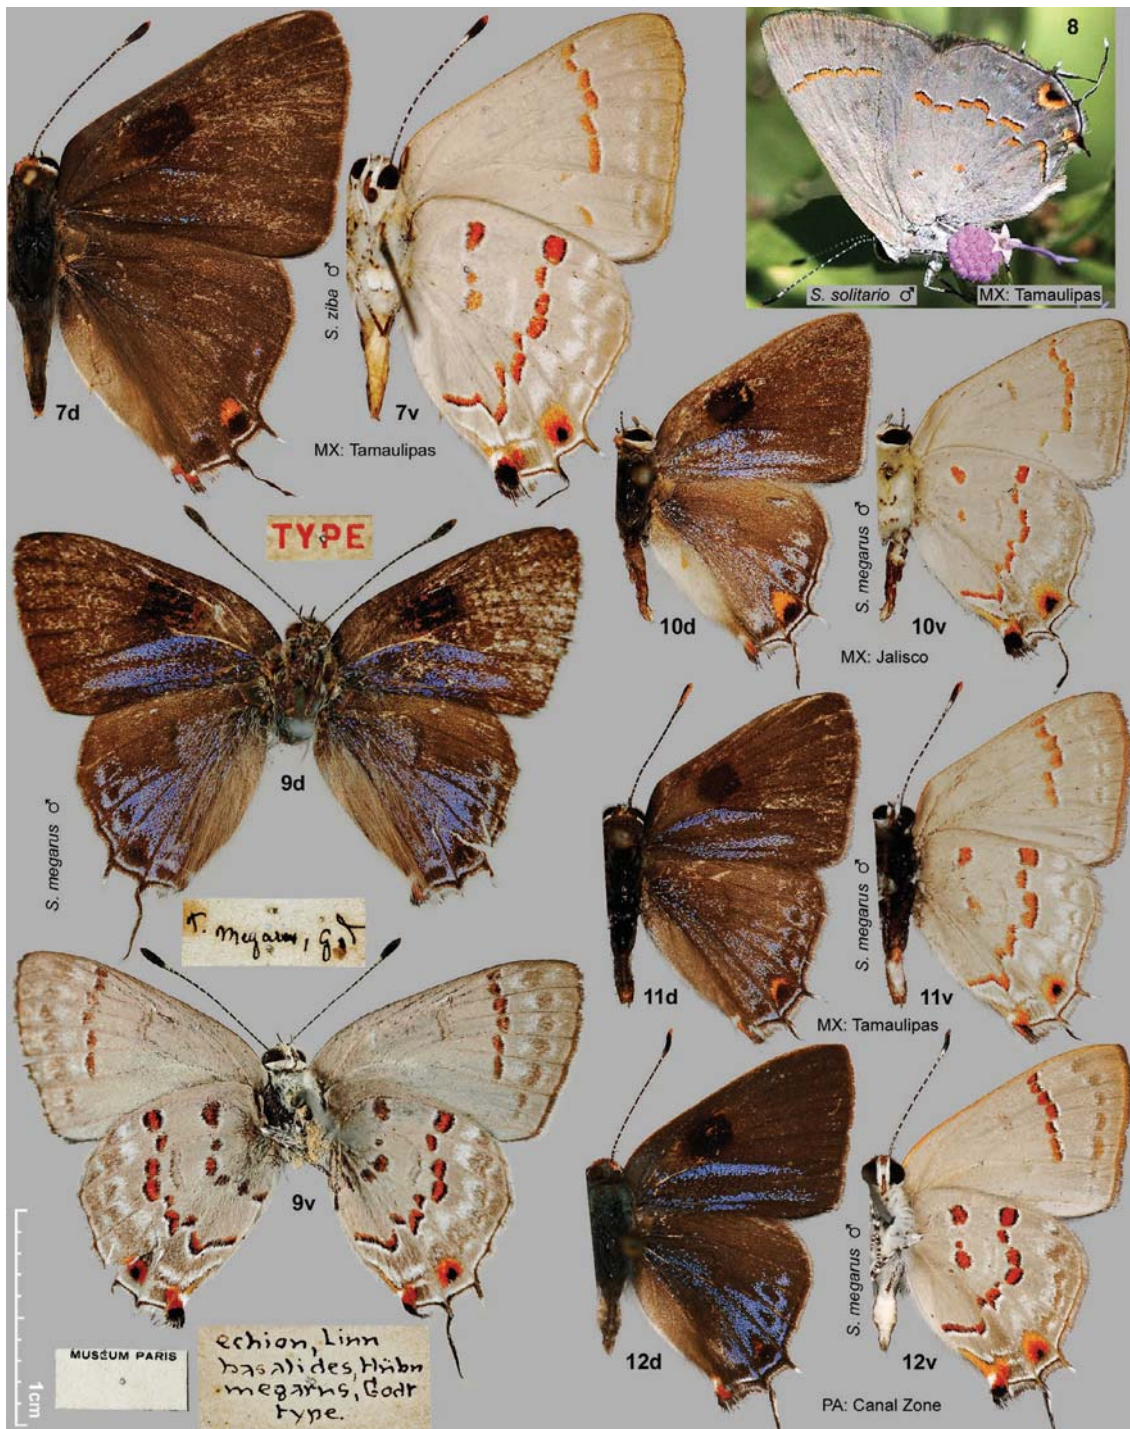 8
S. solitario ♂
MX: Tamaulipas
7d
S. ziba ♂
7v
MX: Tamaulipas
10d
S. megarus ♂
10v
MX: Jalisco
TYPE
S. megarus ♂
9d
T. megarus, Gdt
9v
11d
S. megarus ♂
11v
MX: Tamaulipas
12d
S. megarus ♂
12v
PA: Canal Zone
1cm
MUSÉUM PARIS
echion, Linn
basalides, Hübn
megarus, Godt
type.